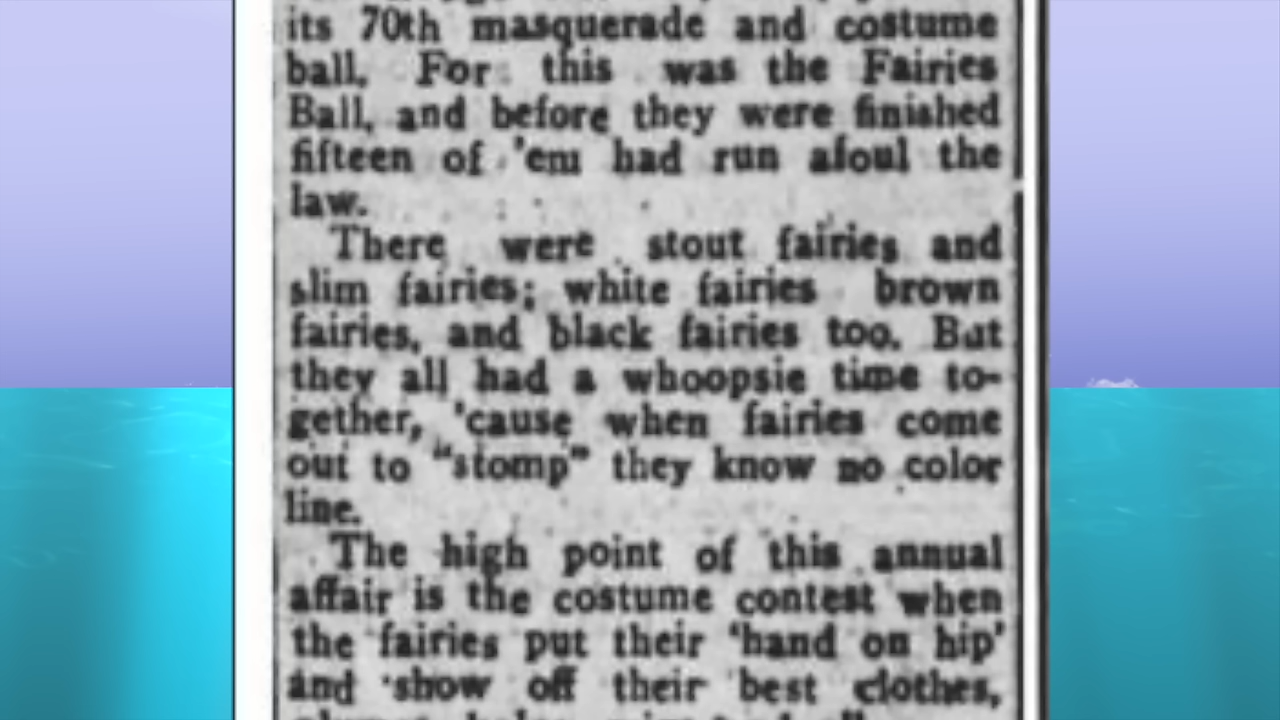 its 70th masquerade and costume
ball. For this was the Fairies
Ball, and before they were finished
fifteen of 'em had run afoul the
law.
There were stout fairies and
slim fairies; white fairies brown
fairies, and black fairies too. But
they all had a whoopsie time to-
gether, 'cause when fairies come
out to "stomp" they know no color
line.
The high point of this annual
affair is the costume contest when
the fairies put their 'hand on hip'
and show off their best clothes,